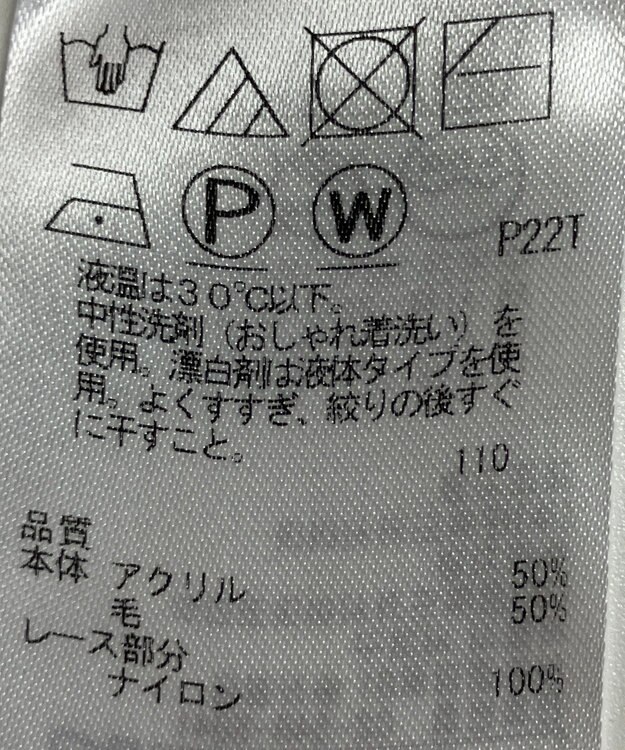 P W
P22T
液温は30℃以下。
中性洗剤（おしゃれ着洗い）を
使用。漂白剤は液体タイプを使
用。よくすすぎ、絞りの後すぐ
に干すこと。
110
品質
本体 アクリル 50%
毛 50%
レース部分
ナイロン 100%